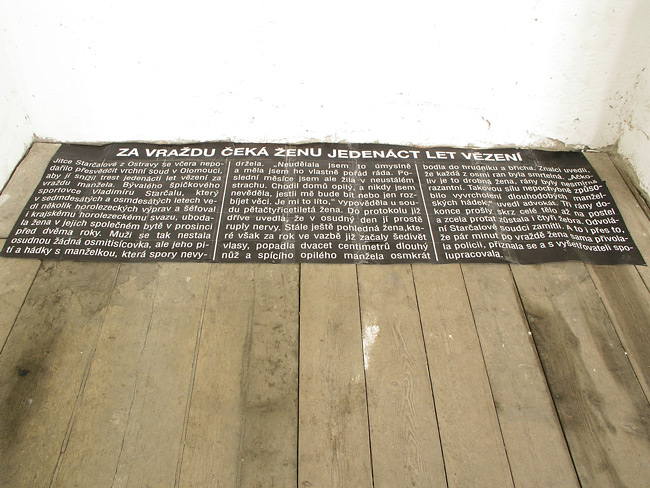 ZA VRAŽDU ČEKÁ ŽENU JEDENÁCT LET VĚZENÍ
Jitce Starčalové z Ostravy se včera nepo-
dařilo přesvědčit vrchní soud v Olomouci,
aby jí snížil trest jedenácti let vězení za
vraždu manžela. Bývalého špičkového
sportovce Vladimíra Starčalu, který
v sedmdesátých a osmdesátých letech ve-
dl několik horolezeckých výprav a šéfoval
i krajskému horolezeckému svazu, uboda-
la žena v jejich společném bytě v prosinci
před dvěma roky. Muži se tak nestala
osudnou žádná osmitisícovka, ale jeho pi-
tí a hádky s manželkou, která spory nevy-
držela. „Neudělala jsem to úmyslně
a měla jsem ho vlastně pořád ráda. Po-
slední měsíce jsem ale žila v neustálém
strachu. Chodil domů opilý, a nikdy jsem
nevěděla, jestli mě bude bít nebo jen roz-
bíjet věci. Je mi to líto,“ vypověděla u sou-
du pětačtyřicetiletá žena. Do protokolu již
dříve uvedla, že v osudný den jí prostě
ruply nervy. Stále ještě pohledná žena,kte-
ré však za rok ve vazbě již začaly šedivět
vlasy, popadla dvacet centimetrů dlouhý
nůž a spícího opilého manžela osmkrát
bodla do hrudníku a břicha. Znalci uvedli,
že každá z osmi ran byla smrtelná. „Ačko-
liv je to drobná žena, rány byly nesmírně
razantní. Takovou sílu nepochybně způso-
bilo vyvrcholení dlouhodobých manžel-
ských hádek,“ uvedl advokát. Tři rány do-
konce prošly skrz celé tělo až na postel
a zcela proťaly zůstala i čtyři žebra. Odvolá-
ní Starčalové soudci zamítli. A to i přes to,
že pár minut po vraždě žena sama přivola-
la policii, přiznala se a s vyšetřovateli spo-
lupracovala.